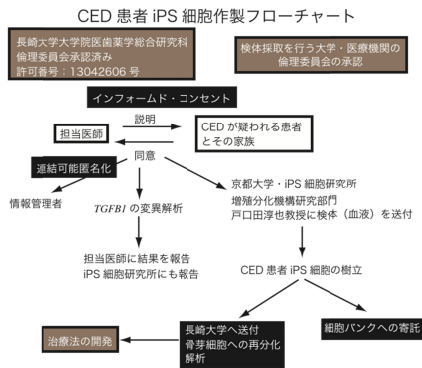 CED 患者 iPS 細胞作製フローチャート
長崎大学大学院医歯薬学総合研究科
倫理委員会承認済み
許可番号：13042606 号
検体採取を行う大学・医療機関の
倫理委員会の承認
インフォームド・コンセント
説明
担当医師
CED が疑われる患者
とその家族
同意
連結可能匿名化
情報管理者
TGFB1 の変異解析
京都大学・iPS 細胞研究所
増殖分化機構研究部門
戸口田淳也教授に検体（血液）を送付
担当医師に結果を報告
iPS 細胞研究所にも報告
CED 患者 iPS 細胞の樹立
治療法の開発
長崎大学へ送付
骨芽細胞への再分化
解析
細胞バンクへの寄託